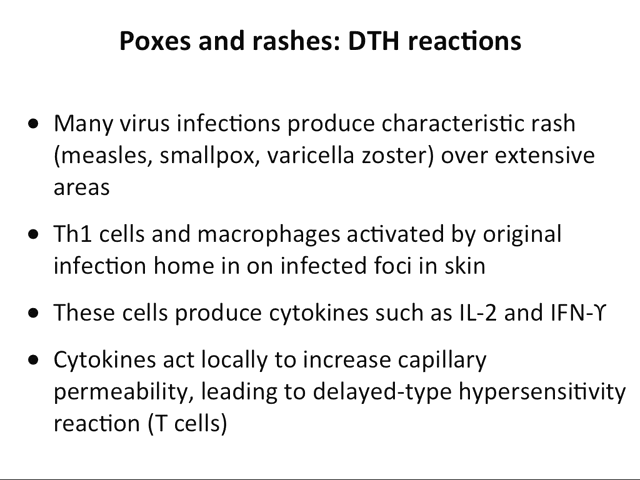 Poxes and rashes: DTH reactions
• Many virus infections produce characteristic rash
(measles, smallpox, varicella zoster) over extensive
areas
• Th1 cells and macrophages activated by original
infection home in on infected foci in skin
• These cells produce cytokines such as IL-2 and IFN-ϒ
• Cytokines act locally to increase capillary
permeability, leading to delayed-type hypersensitivity
reaction (T cells)